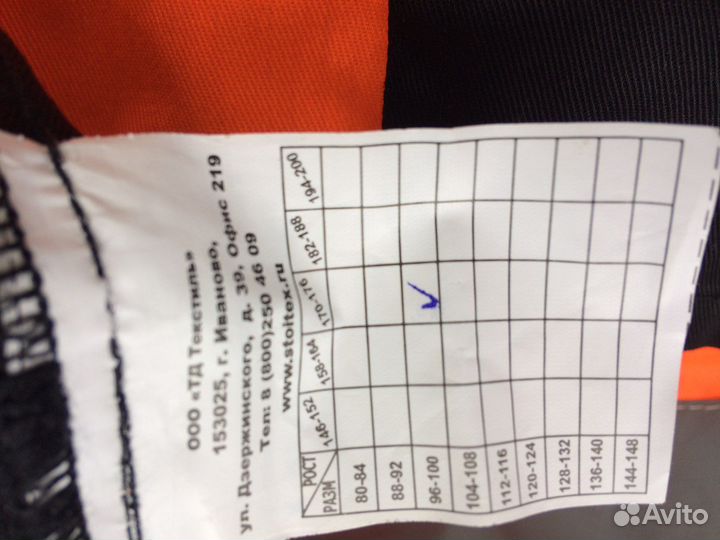 ООО «ТД Текстиль»
153025, г. Иваново,
ул. Дзержинского, д. 39, Офис 219
Тел: 8 (800)250 46 09
www.stoltex.ru
РОСТ 146-152 158-164 170-176 182-188 194-200
РАЗМ
80-84
88-92
96-100
104-108
112-116
120-124
128-132
136-140
144-148
Avito